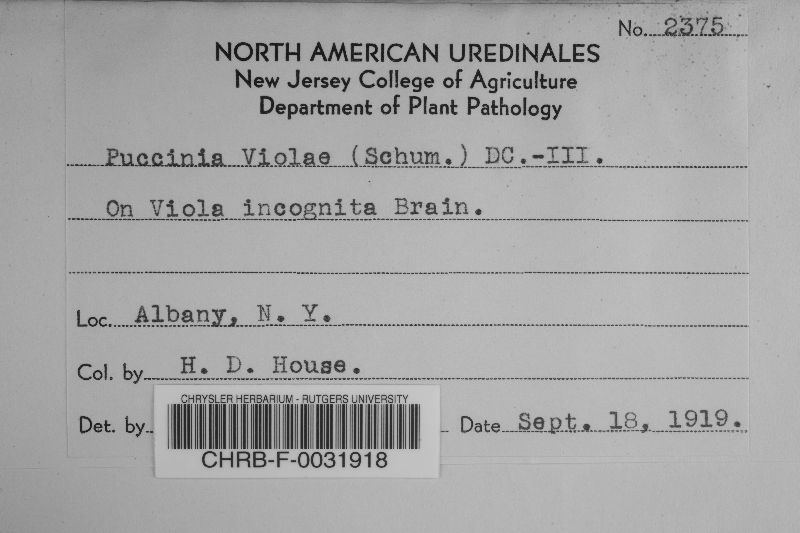 No. 2375
NORTH AMERICAN UREDINALES
New Jersey College of Agriculture
Department of Plant Pathology
Puccinia Violae (Schum.) DC.-III.
On Viola incognita Brain.
Loc. Albany, N. Y.
Col. by H. D. House.
Det. by Date Sept. 18, 1919.
CHRYSLER HERBARIUM - RUTGERS UNIVERSITY
CHRB-F-0031918